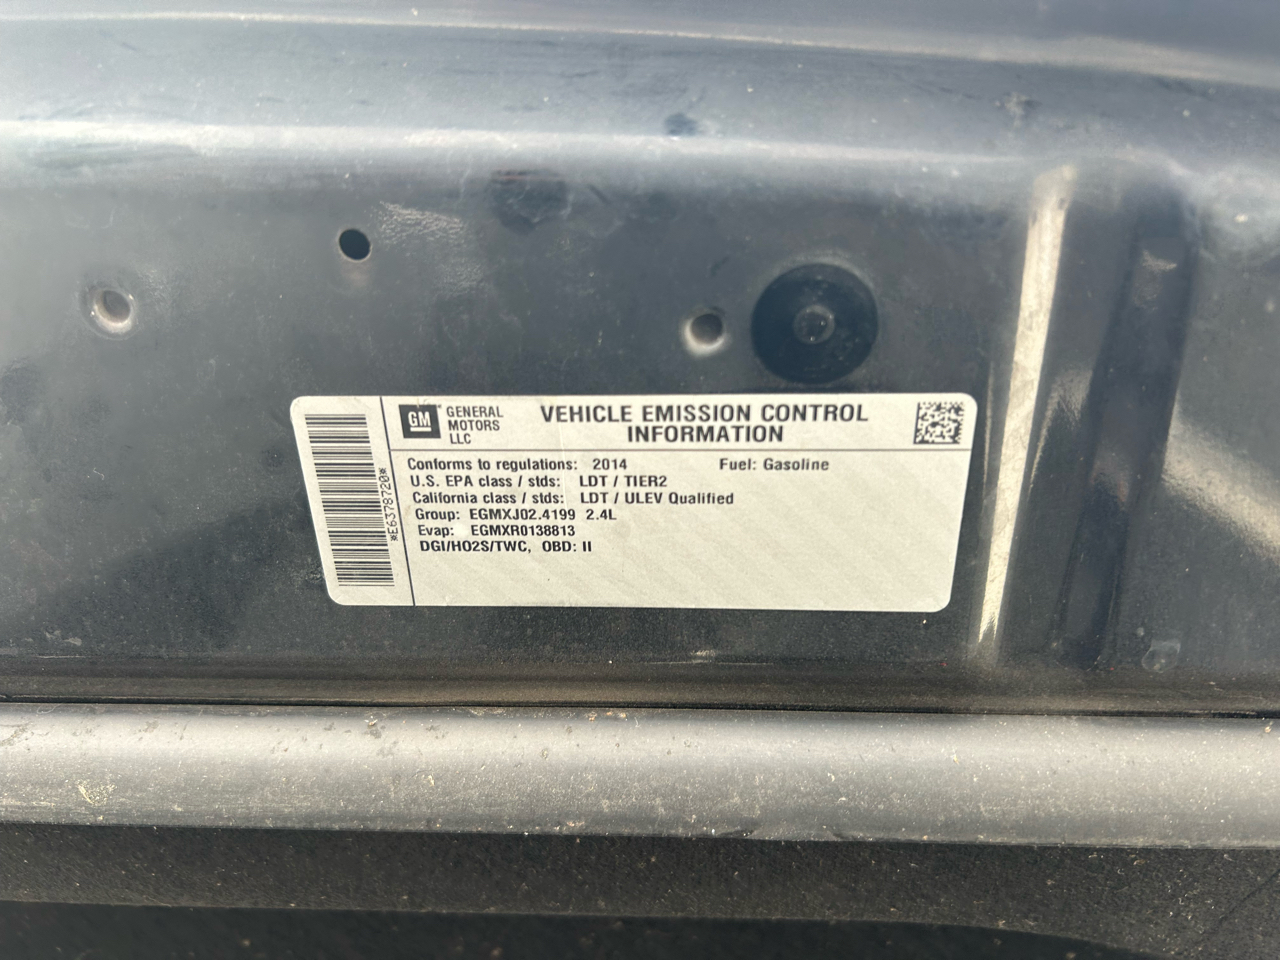 GM
GENERAL
MOTORS
LLC
VEHICLE EMISSION CONTROL
INFORMATION
Conforms to regulations: 2014 Fuel: Gasoline
U.S. EPA class / stds: LDT / TIER2
California class / stds: LDT / ULEV Qualified
Group: EGMXJ02.4199 2.4L
Evap: EGMXR0138813
DGI/HO2S/TWC, OBD: II
*E6378720*